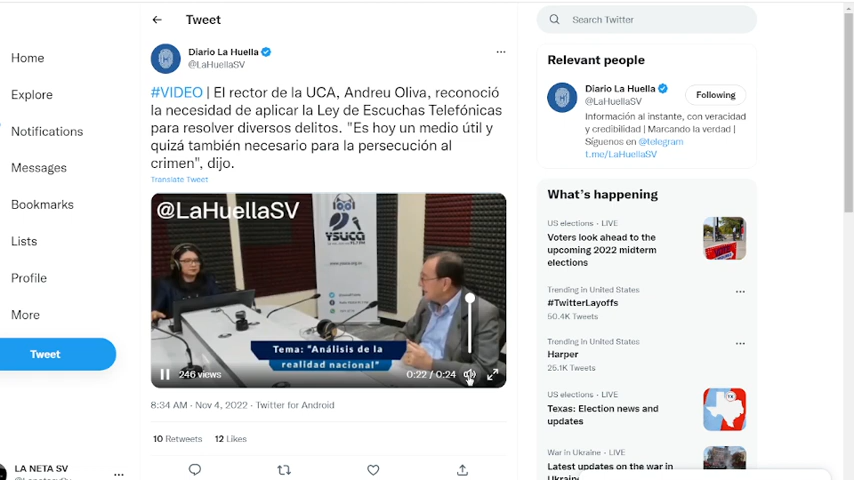 Tweet
Home
Explore
Notifications
Messages
Bookmarks
Lists
Profile
More
Tweet
LA NETA SV
Diario La Huella
@LaHuellaSV
#VIDEO | El rector de la UCA, Andreu Oliva, reconoció
la necesidad de aplicar la Ley de Escuchas Telefónicas
para resolver diversos delitos. "Es hoy un medio útil y
quizá también necesario para la persecución al
crimen", dijo.
Translate Tweet
@LaHuellaSV
YSUCA
Tema: "Análisis de la
realidad nacional"
246 views
0:22 / 0:24
8:34 AM · Nov 4, 2022 · Twitter for Android
10 Retweets 12 Likes
Search Twitter
Relevant people
Diario La Huella
@LaHuellaSV
Following
Información al instante, con veracidad
y credibilidad | Marcando la verdad |
Síguenos en @telegram
t.me/LaHuellaSV
What's happening
US elections · LIVE
Voters look ahead to the
upcoming 2022 midterm
elections
Trending in United States
#TwitterLayoffs
50.4K Tweets
Trending in United States
Harper
25.1K Tweets
US elections · LIVE
Texas: Election news and
updates
War in Ukraine · LIVE
Latest updates on the war in
Ukraine